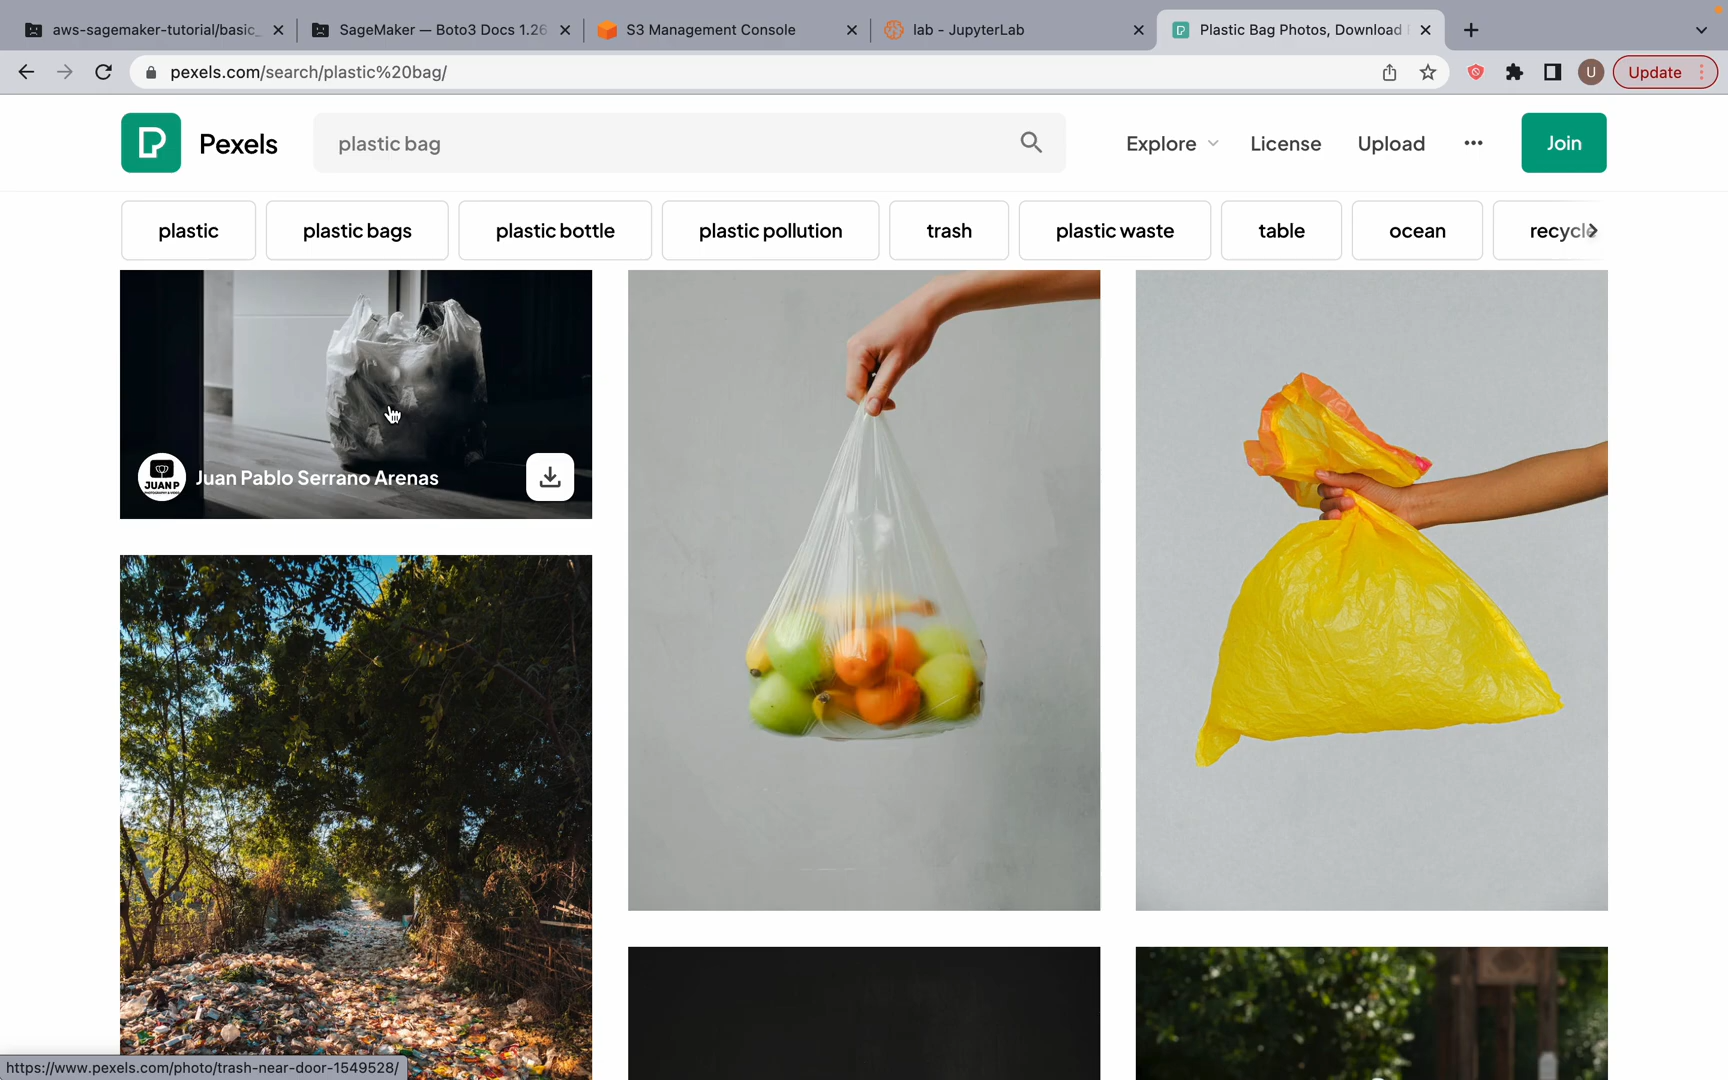 aws-sagemaker-tutorial/basic_
SageMaker — Boto3 Docs 1.26
S3 Management Console
lab - JupyterLab
Plastic Bag Photos, Download
pexels.com/search/plastic%20bag/
U
Update
Pexels
plastic bag
Explore
License
Upload
Join
plastic
plastic bags
plastic bottle
plastic pollution
trash
plastic waste
table
ocean
recycle
JUAN P
Juan Pablo Serrano Arenas
https://www.pexels.com/photo/trash-near-door-1549528/